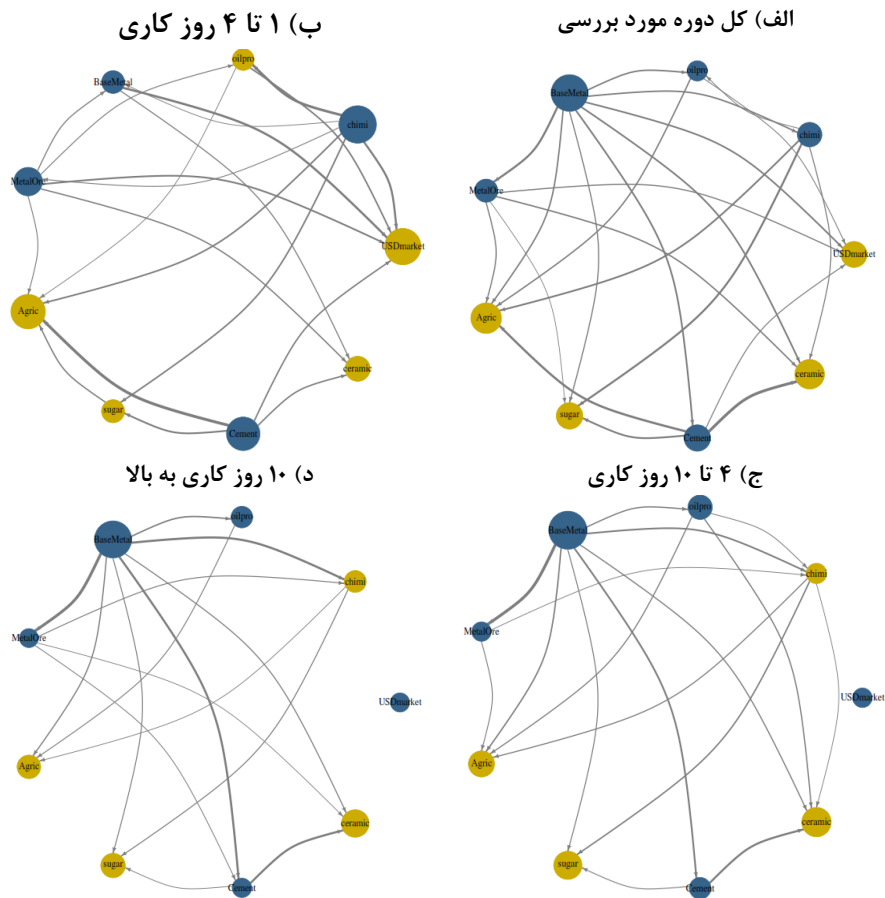 الف) کل دوره مورد بررسی
oilpro
BaseMetal
chimi
MetalOre
USDmarket
Agric
ceramic
sugar
Cement
ب) ۱ تا ۴ روز کاری
oilpro
BaseMetal
chimi
MetalOre
USDmarket
Agric
ceramic
sugar
Cement
ج) ۴ تا ۱۰ روز کاری
oilpro
BaseMetal
chimi
MetalOre
USDmarket
Agric
ceramic
sugar
Cement
د) ۱۰ روز کاری به بالا
oilpro
BaseMetal
chimi
MetalOre
USDmarket
Agric
ceramic
sugar
Cement